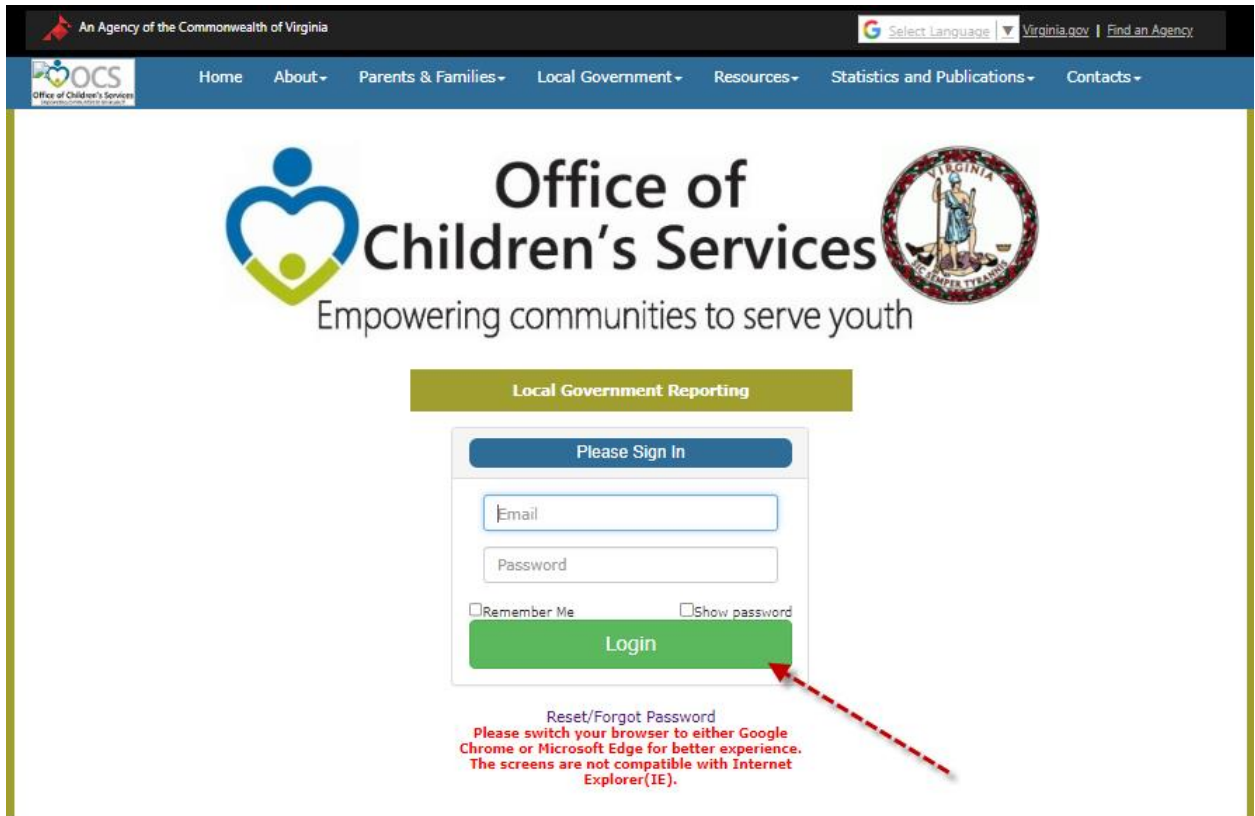 An Agency of the Commonwealth of Virginia
Select Language ▼ Virginia.gov | Find an Agency
OCS
Office of Children's Services
Home About Parents & Families Local Government Resources Statistics and Publications Contacts
Office of
Children's Services
VIRGINIA
SIC SEMPER TYRANNIS
Empowering communities to serve youth
Local Government Reporting
Please Sign In
Email
Password
Remember Me Show password
Login
Reset/Forgot Password
Please switch your browser to either Google
Chrome or Microsoft Edge for better experience.
The screens are not compatible with Internet
Explorer(IE).